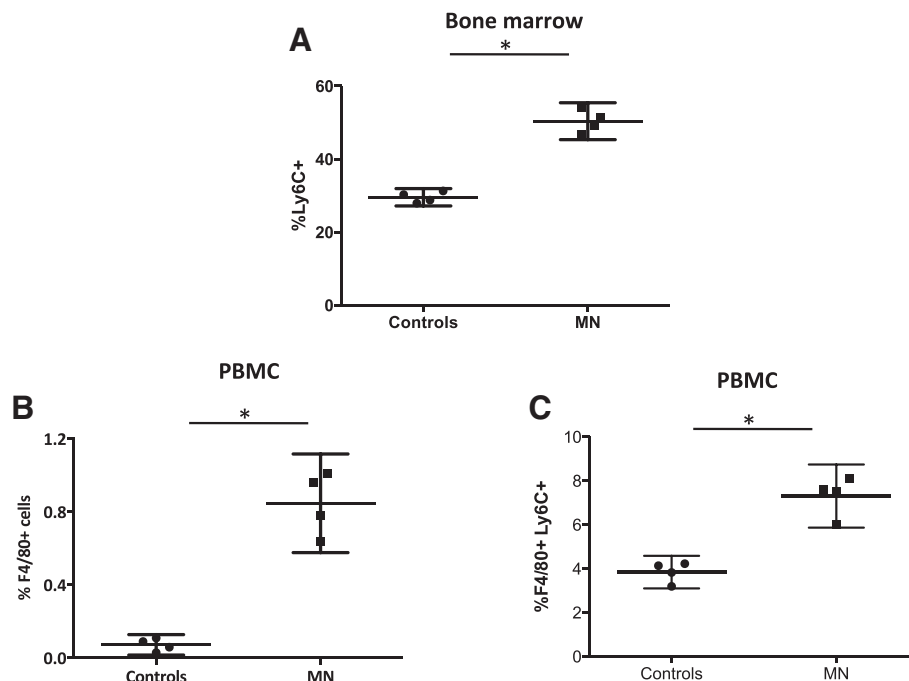 Bone marrow
A
*
60
40
20
0
%Ly6C+
Controls MN
PBMC
B
*
1.2
0.8
0.4
0.0
% F4/80+ cells
Controls MN
PBMC
C
*
10
8
6
4
2
0
%F4/80+ Ly6C+
Controls MN